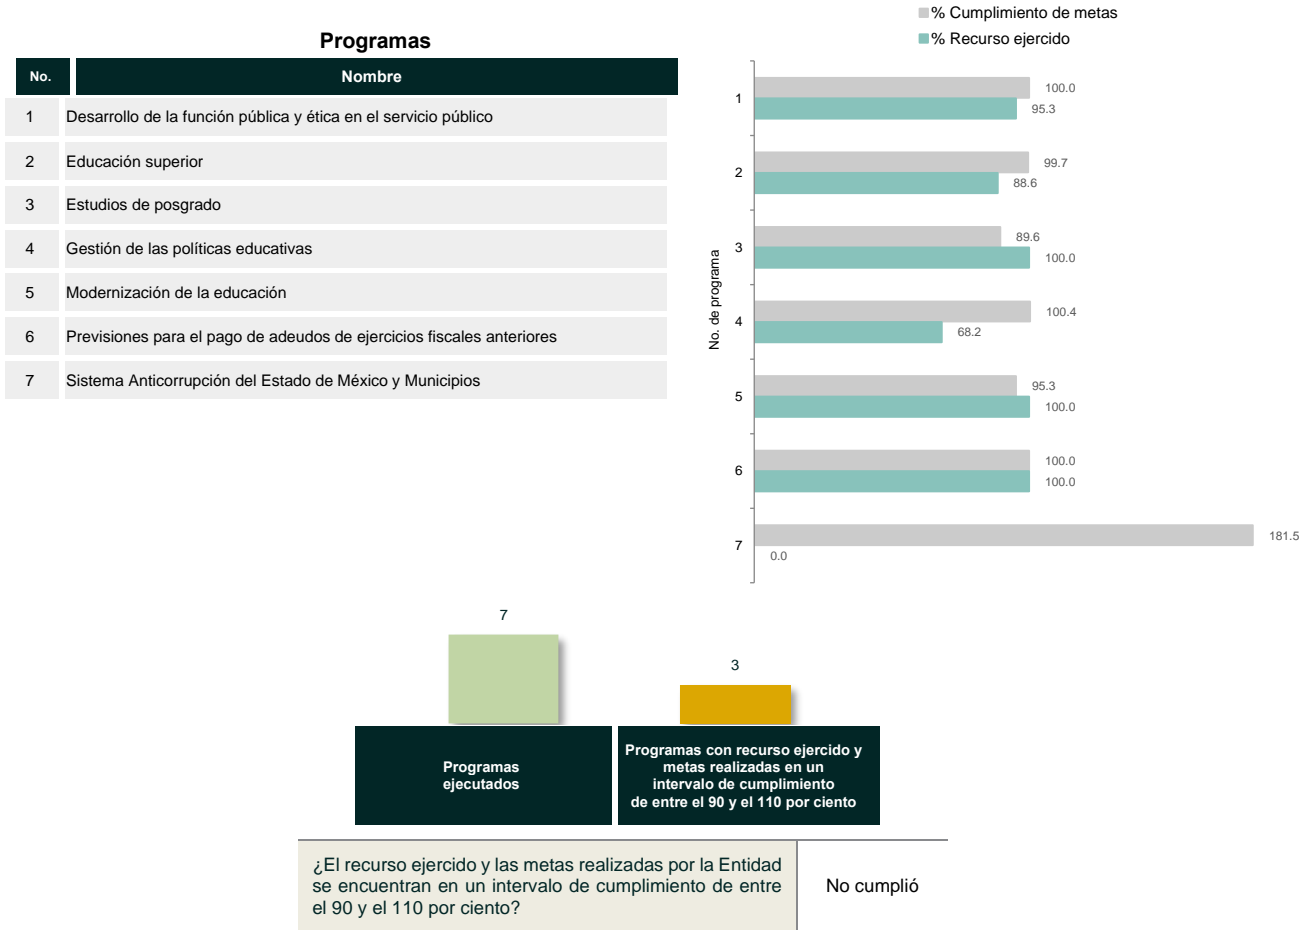 Programas
No. Nombre
1 Desarrollo de la función pública y ética en el servicio público
2 Educación superior
3 Estudios de posgrado
4 Gestión de las políticas educativas
5 Modernización de la educación
6 Previsiones para el pago de adeudos de ejercicios fiscales anteriores
7 Sistema Anticorrupción del Estado de México y Municipios
% Cumplimiento de metas
% Recurso ejercido
No. de programa
1
100.0
95.3
2
99.7
88.6
3
89.6
100.0
4
100.4
68.2
5
95.3
100.0
6
100.0
100.0
7
181.5
0.0
7
3
Programas
ejecutados
Programas con recurso ejercido y
metas realizadas en un
intervalo de cumplimiento
de entre el 90 y el 110 por ciento
¿El recurso ejercido y las metas realizadas por la Entidad
se encuentran en un intervalo de cumplimiento de entre
el 90 y el 110 por ciento?
No cumplió